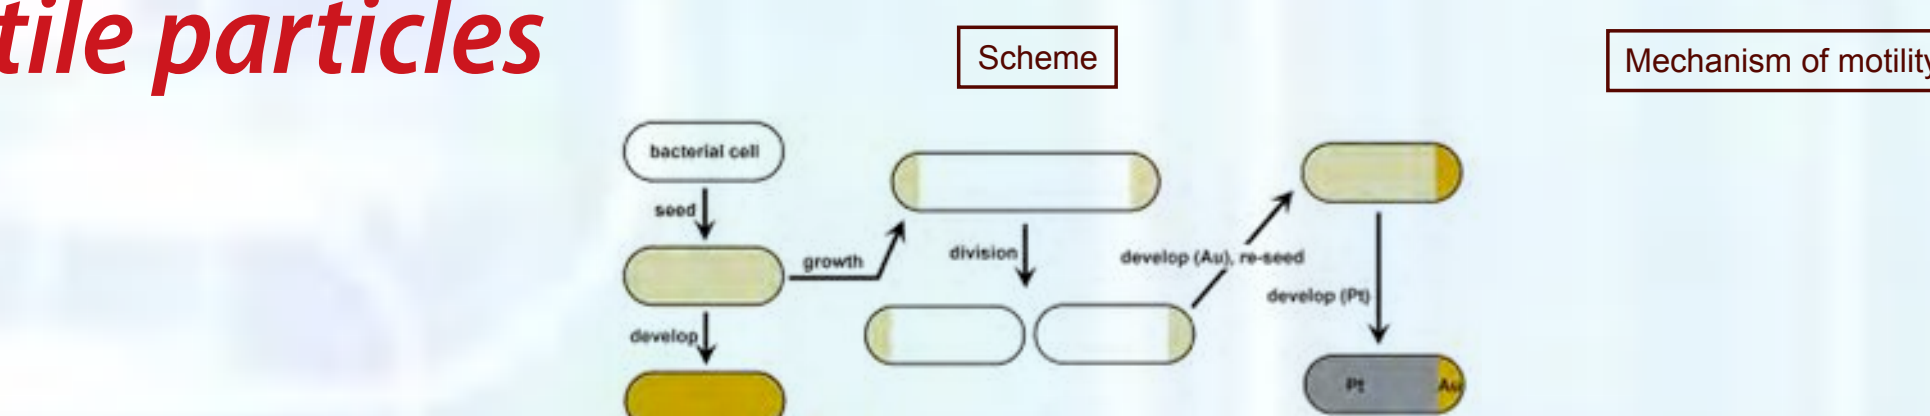 tile particles
Scheme
Mechanism of motility
bacterial cell
seed
growth
division
develop (Au), re-seed
develop (Pt)
develop
Pt
Au